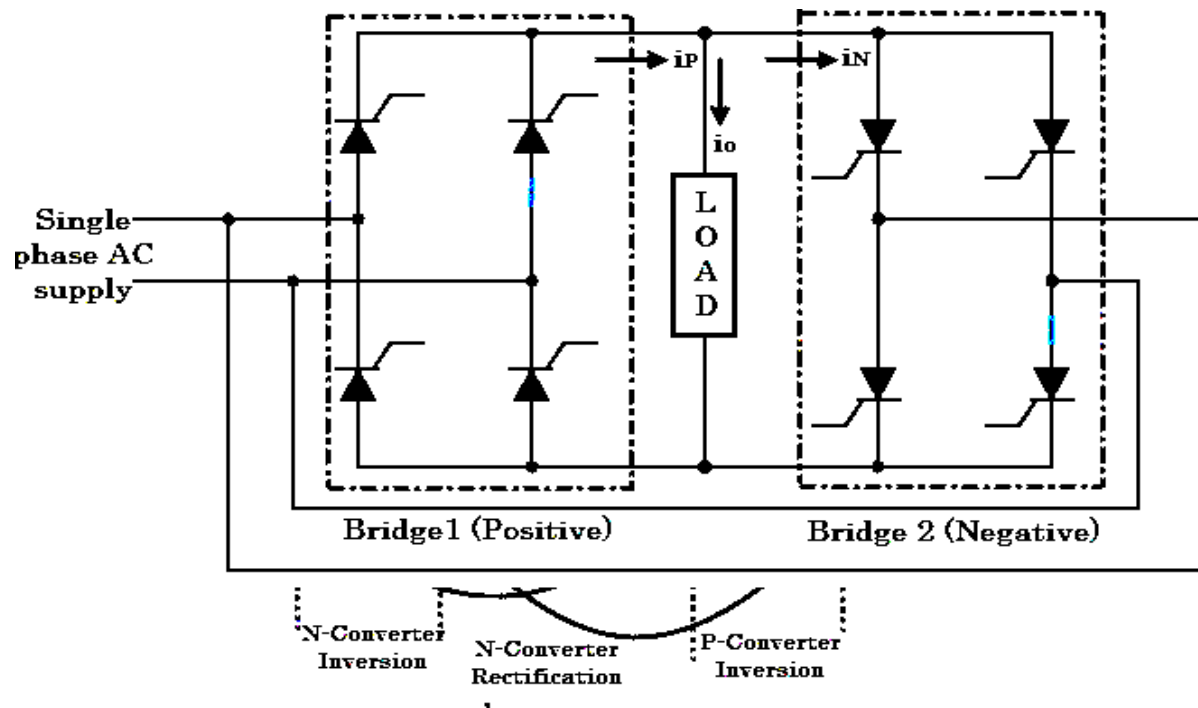 iP
iN
io
L
O
A
D
Single
phase AC
supply
Bridge1 (Positive)
Bridge 2 (Negative)
N-Converter
Inversion
N-Converter
Rectification
P-Converter
Inversion